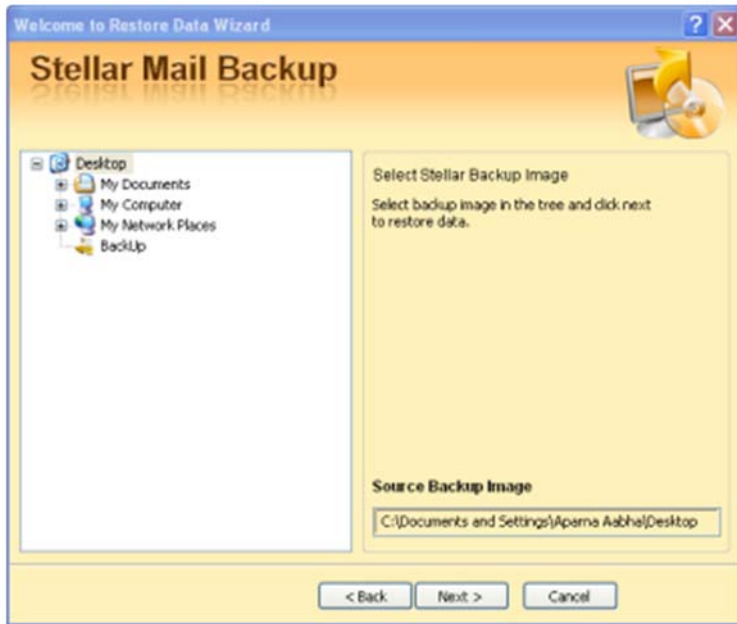 Welcome to Restore Data Wizard
Stellar Mail Backup
Desktop
My Documents
My Computer
My Network Places
BackUp
Select Stellar Backup Image
Select backup image in the tree and click next
to restore data.
Source Backup Image
C:\Documents and Settings\Aparna Aabha\Desktop
< Back
Next >
Cancel